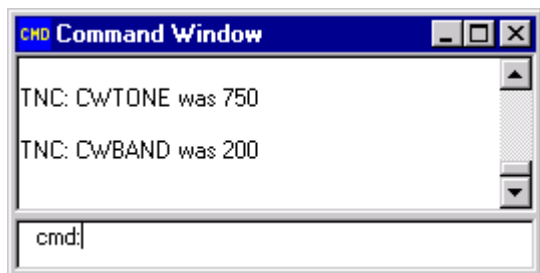 CMD Command Window
TNC: CWTONE was 750
TNC: CWBAND was 200
cmd: